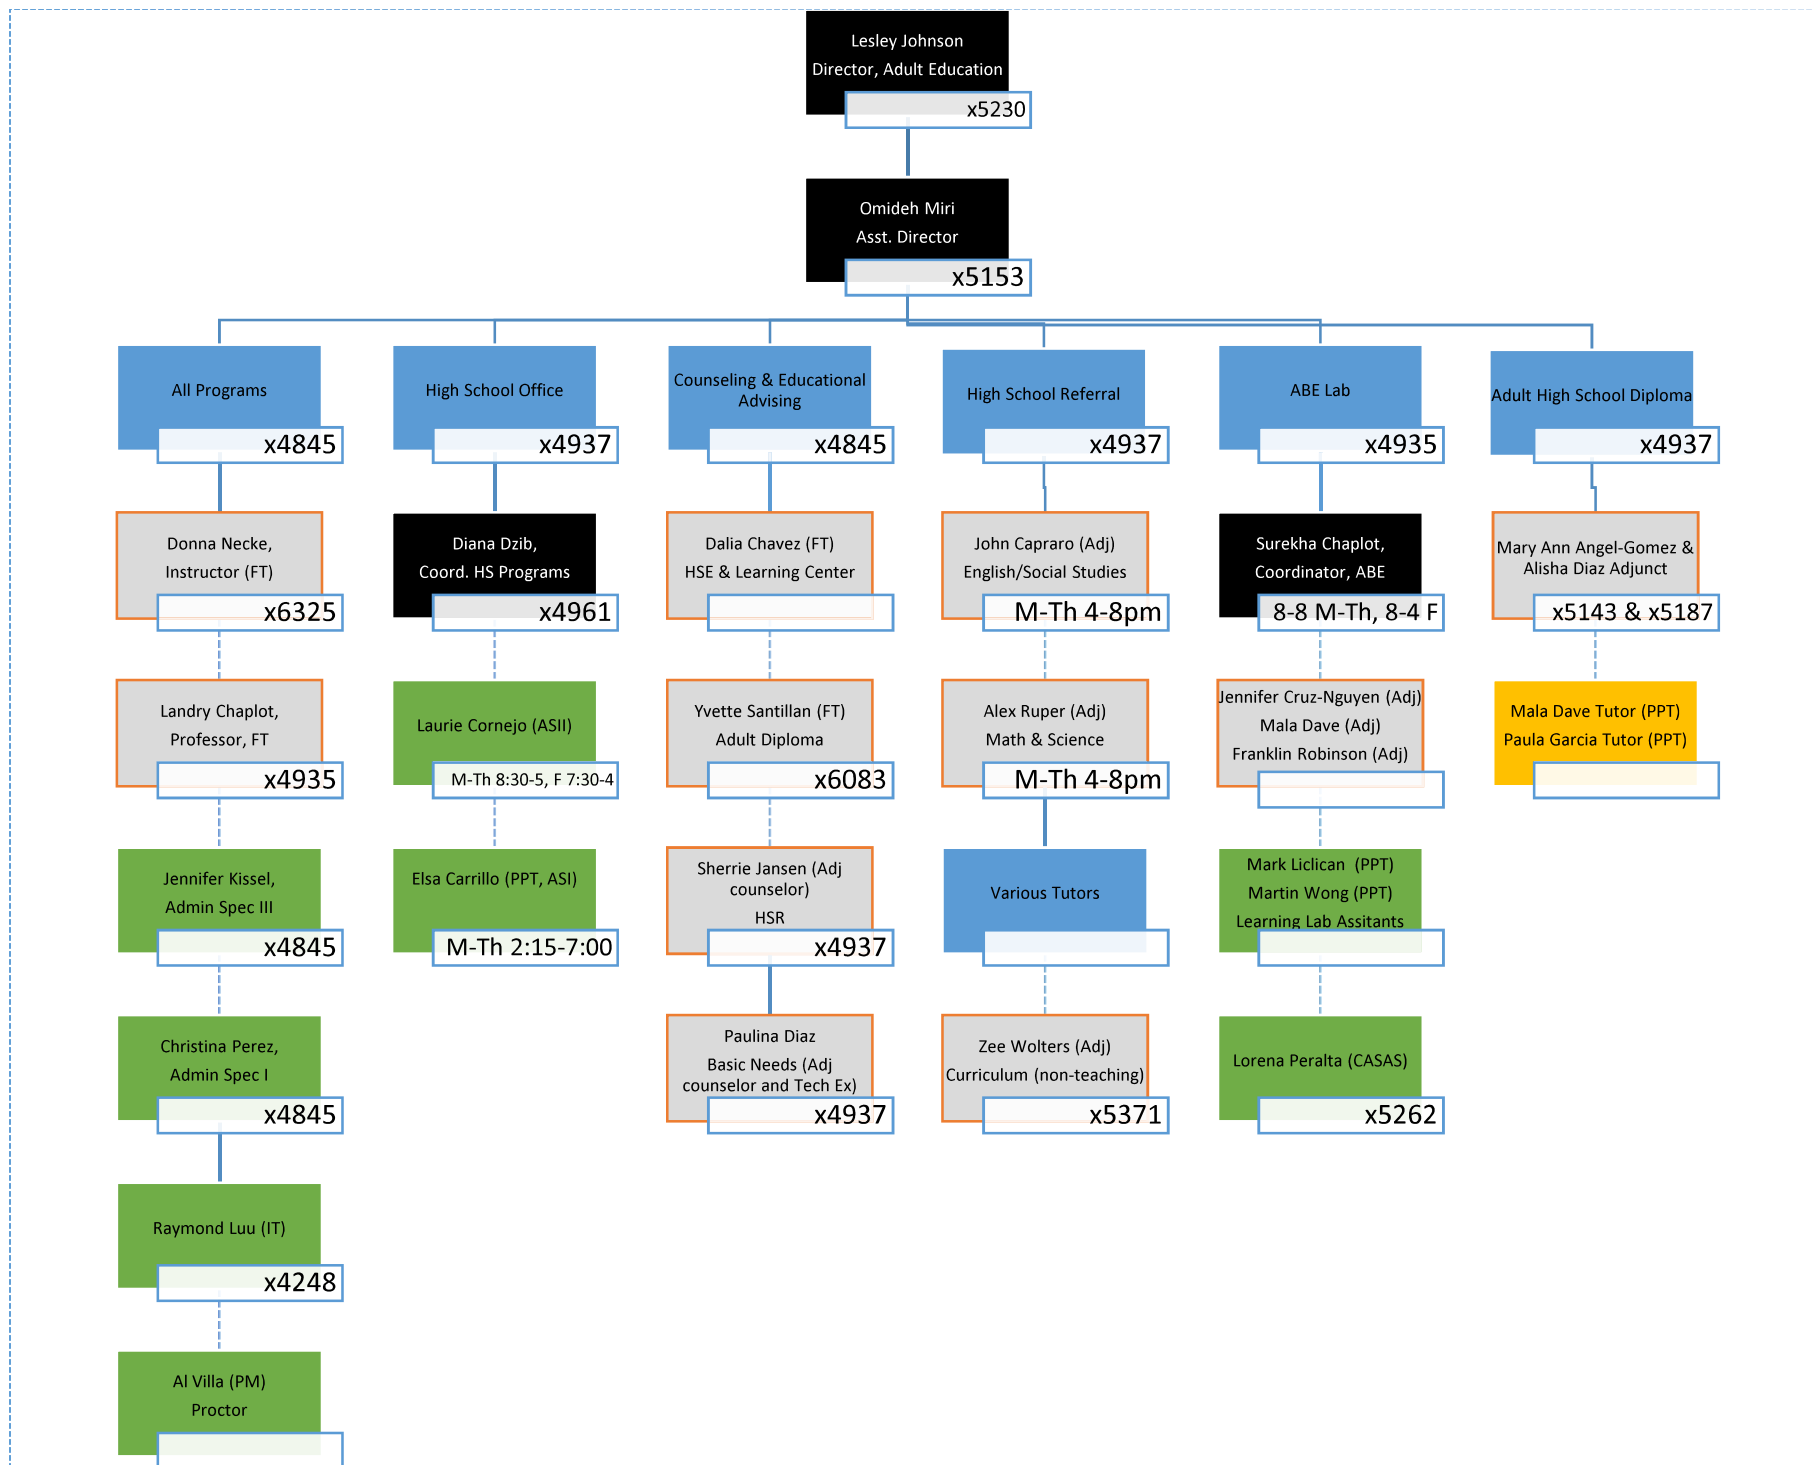 Lesley Johnson
Director, Adult Education
x5230
Omideh Miri
Asst. Director
x5153
All Programs
x4845
High School Office
x4937
Counseling & Educational
Advising
x4845
High School Referral
x4937
ABE Lab
x4935
Adult High School Diploma
x4937
Donna Necke,
Instructor (FT)
x6325
Diana Dzib,
Coord. HS Programs
x4961
Dalia Chavez (FT)
HSE & Learning Center
John Capraro (Adj)
English/Social Studies
M-Th 4-8pm
Surekha Chaplot,
Coordinator, ABE
8-8 M-Th, 8-4 F
Mary Ann Angel-Gomez &
Alisha Diaz Adjunct
x5143 & x5187
Landry Chaplot,
Professor, FT
x4935
Laurie Cornejo (ASII)
M-Th 8:30-5, F 7:30-4
Yvette Santillan (FT)
Adult Diploma
x6083
Alex Ruper (Adj)
Math & Science
M-Th 4-8pm
Jennifer Cruz-Nguyen (Adj)
Mala Dave (Adj)
Franklin Robinson (Adj)
Mala Dave Tutor (PPT)
Paula Garcia Tutor (PPT)
Jennifer Kissel,
Admin Spec III
x4845
Elsa Carrillo (PPT, ASI)
M-Th 2:15-7:00
Sherrie Jansen (Adj
counselor)
HSR
x4937
Various Tutors
Mark Liclican (PPT)
Martin Wong (PPT)
Learning Lab Assitants
Christina Perez,
Admin Spec I
x4845
Paulina Diaz
Basic Needs (Adj
counselor and Tech Ex)
x4937
Zee Wolters (Adj)
Curriculum (non-teaching)
x5371
Lorena Peralta (CASAS)
x5262
Raymond Luu (IT)
x4248
Al Villa (PM)
Proctor